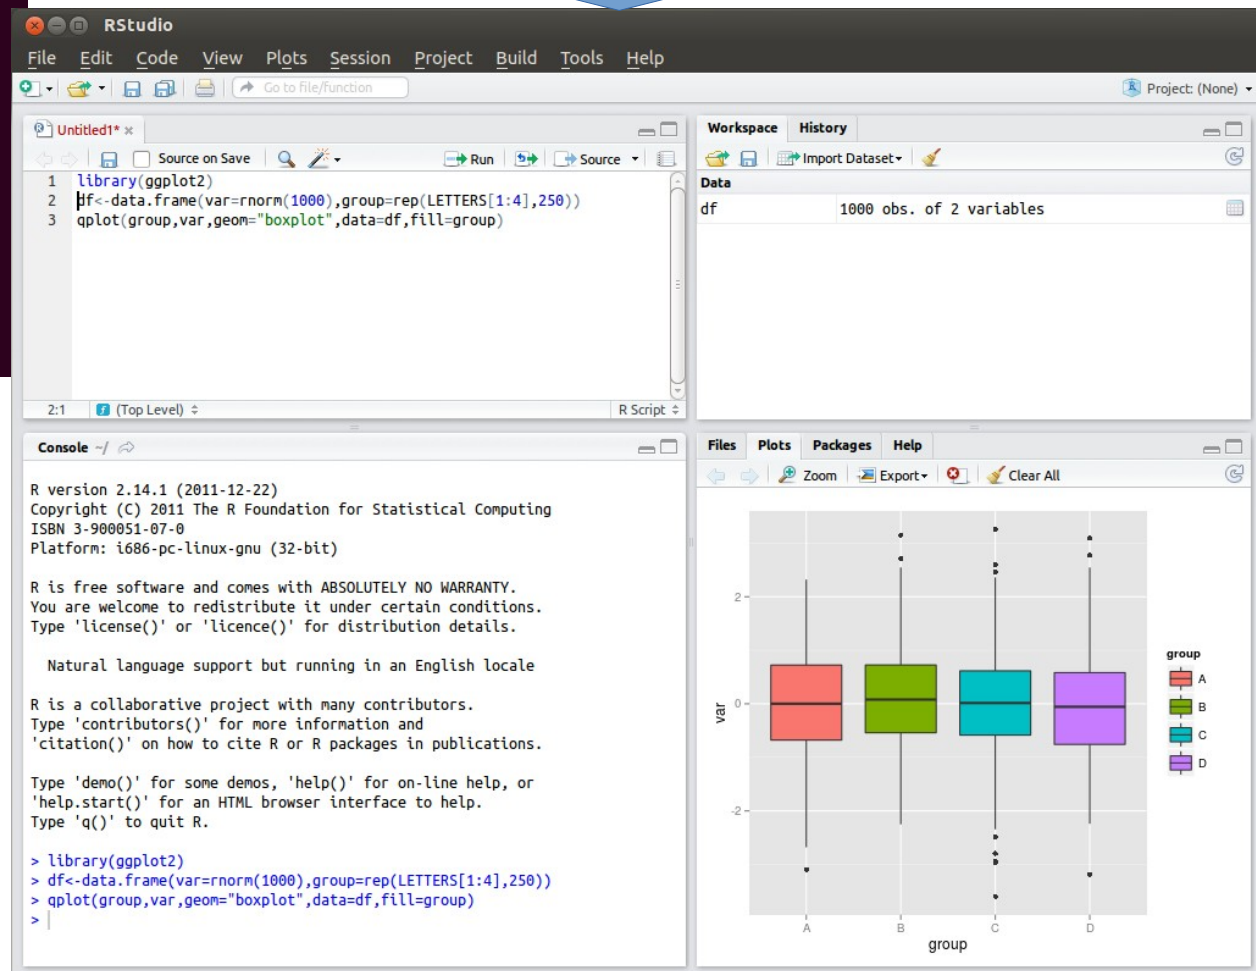 RStudio
File Edit Code View Plots Session Project Build Tools Help
Go to file/function
Project: (None)
Untitled1*
Source on Save
Run
Source
1 library(ggplot2)
2 df<-data.frame(var=rnorm(1000),group=rep(LETTERS[1:4],250))
3 qplot(group,var,geom="boxplot",data=df,fill=group)
2:1 (Top Level)
R Script
Workspace History
Import Dataset
Data
df 1000 obs. of 2 variables
Console ~/
R version 2.14.1 (2011-12-22)
Copyright (C) 2011 The R Foundation for Statistical Computing
ISBN 3-900051-07-0
Platform: i686-pc-linux-gnu (32-bit)
R is free software and comes with ABSOLUTELY NO WARRANTY.
You are welcome to redistribute it under certain conditions.
Type 'license()' or 'licence()' for distribution details.
Natural language support but running in an English locale
R is a collaborative project with many contributors.
Type 'contributors()' for more information and
'citation()' on how to cite R or R packages in publications.
Type 'demo()' for some demos, 'help()' for on-line help, or
'help.start()' for an HTML browser interface to help.
Type 'q()' to quit R.
> library(ggplot2)
> df<-data.frame(var=rnorm(1000),group=rep(LETTERS[1:4],250))
> qplot(group,var,geom="boxplot",data=df,fill=group)
>
Files Plots Packages Help
Zoom Export Clear All
2
0
-2
var
A B C D
group
group
A
B
C
D